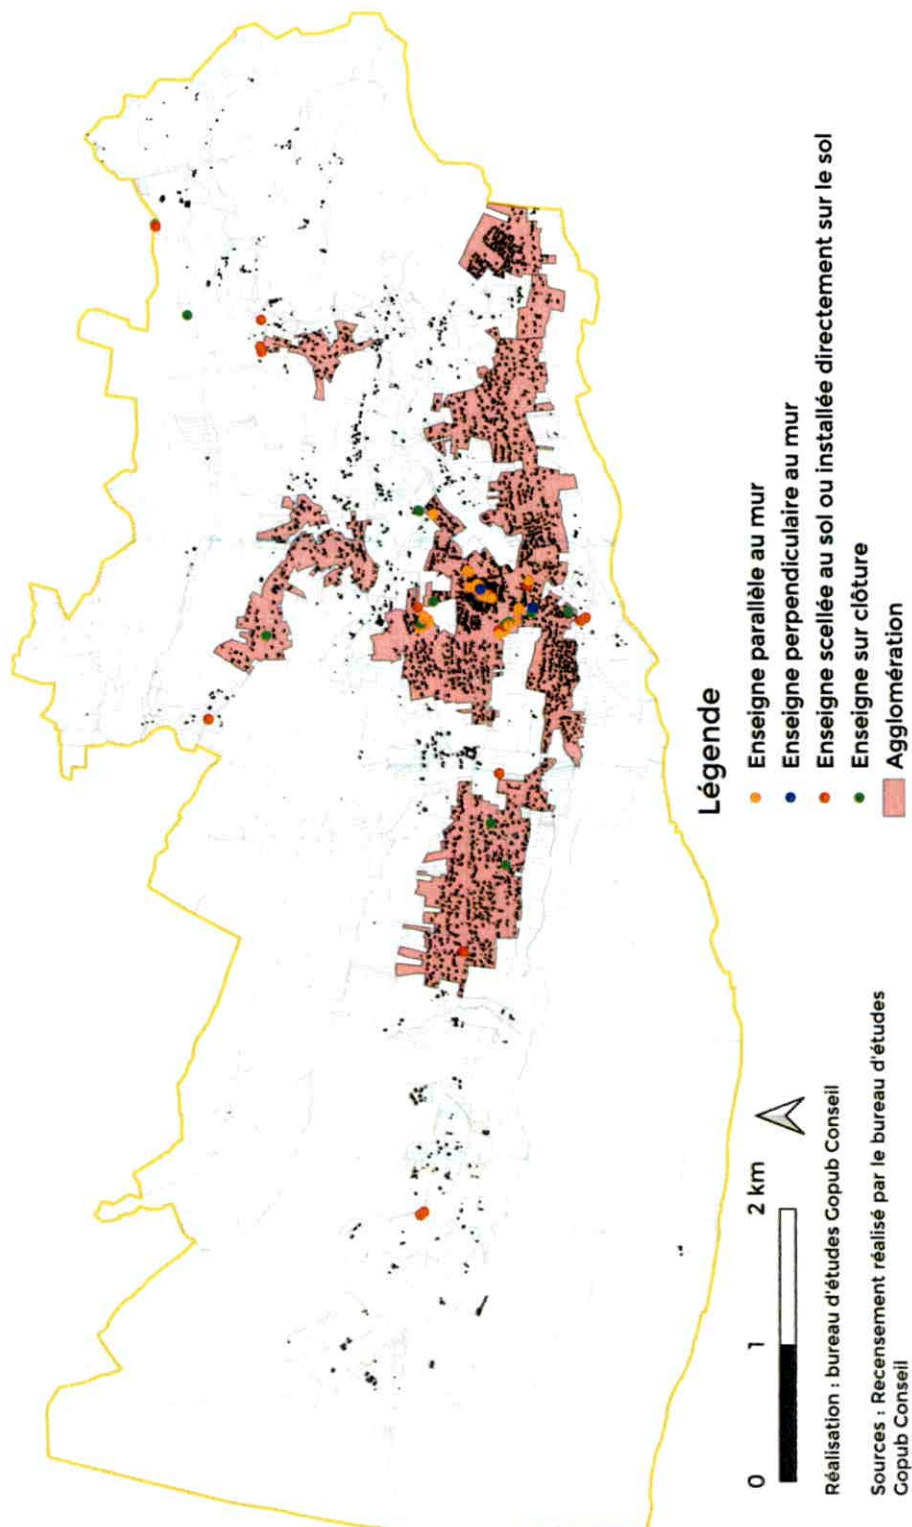 Légende
Enseigne parallèle au mur
Enseigne perpendiculaire au mur
Enseigne scellée au sol ou installée directement sur le sol
Enseigne sur clôture
Agglomération
0 1 2 km
Réalisation : bureau d'études Gopub Conseil
Sources : Recensement réalisé par le bureau d'études
Gopub Conseil